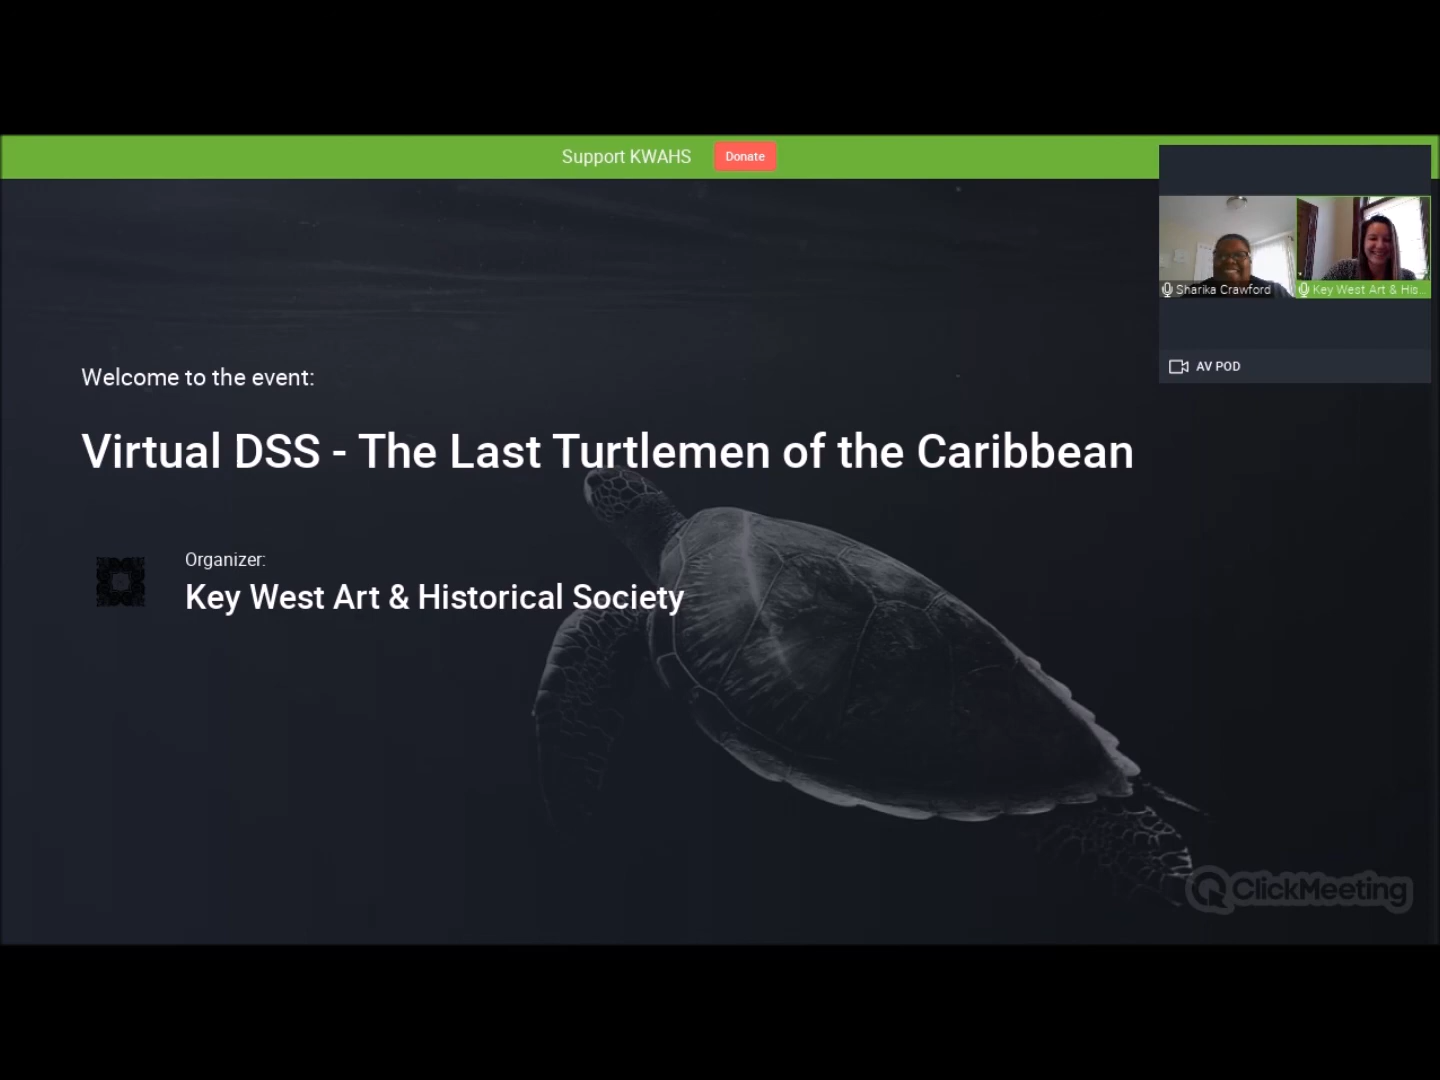 Support KWAHS
Donate
Sharika Crawford
Key West Art & His...
AV POD
Welcome to the event:
Virtual DSS - The Last Turtlemen of the Caribbean
Organizer:
Key West Art & Historical Society
ClickMeeting